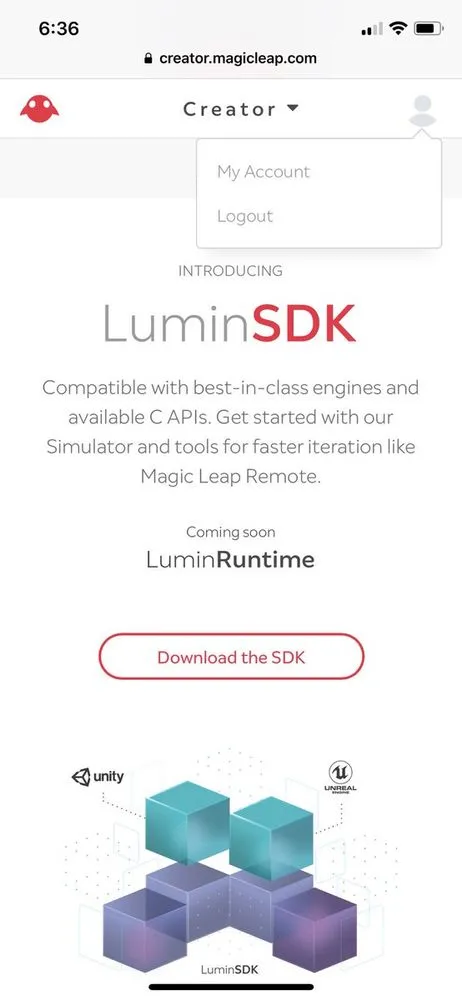 6:36
creator.magicleap.com
Creator
My Account
Logout
INTRODUCING
LuminSDK
Compatible with best-in-class engines and
available C APIs. Get started with our
Simulator and tools for faster iteration like
Magic Leap Remote.
Coming soon
LuminRuntime
Download the SDK
unity
UNREAL
ENGINE
LuminSDK